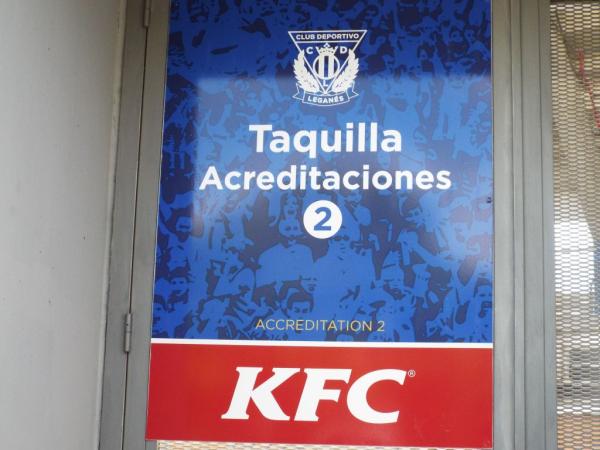 CLUB DEPORTIVO
LEGANÉS
Taquilla
Acreditaciones
2
ACCREDITATION 2
KFC®